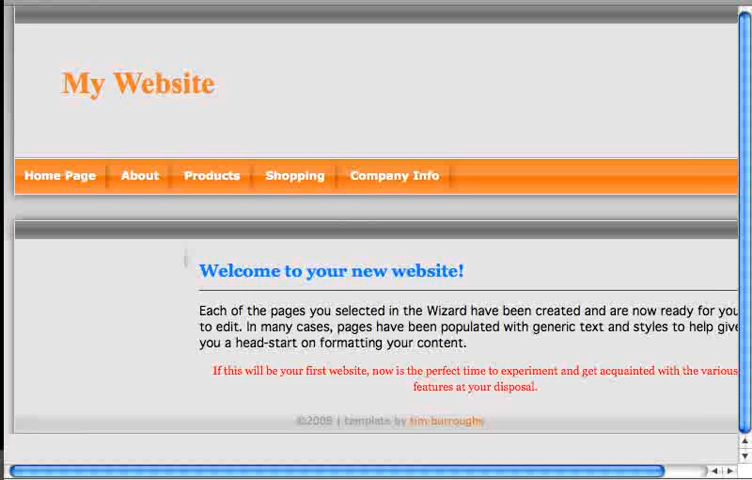 My Website
Home Page About Products Shopping Company Info
Welcome to your new website!
Each of the pages you selected in the Wizard have been created and are now ready for you
to edit. In many cases, pages have been populated with generic text and styles to help give
you a head-start on formatting your content.
If this will be your first website, now is the perfect time to experiment and get acquainted with the various
features at your disposal.
©2008 | template by tim burroughs